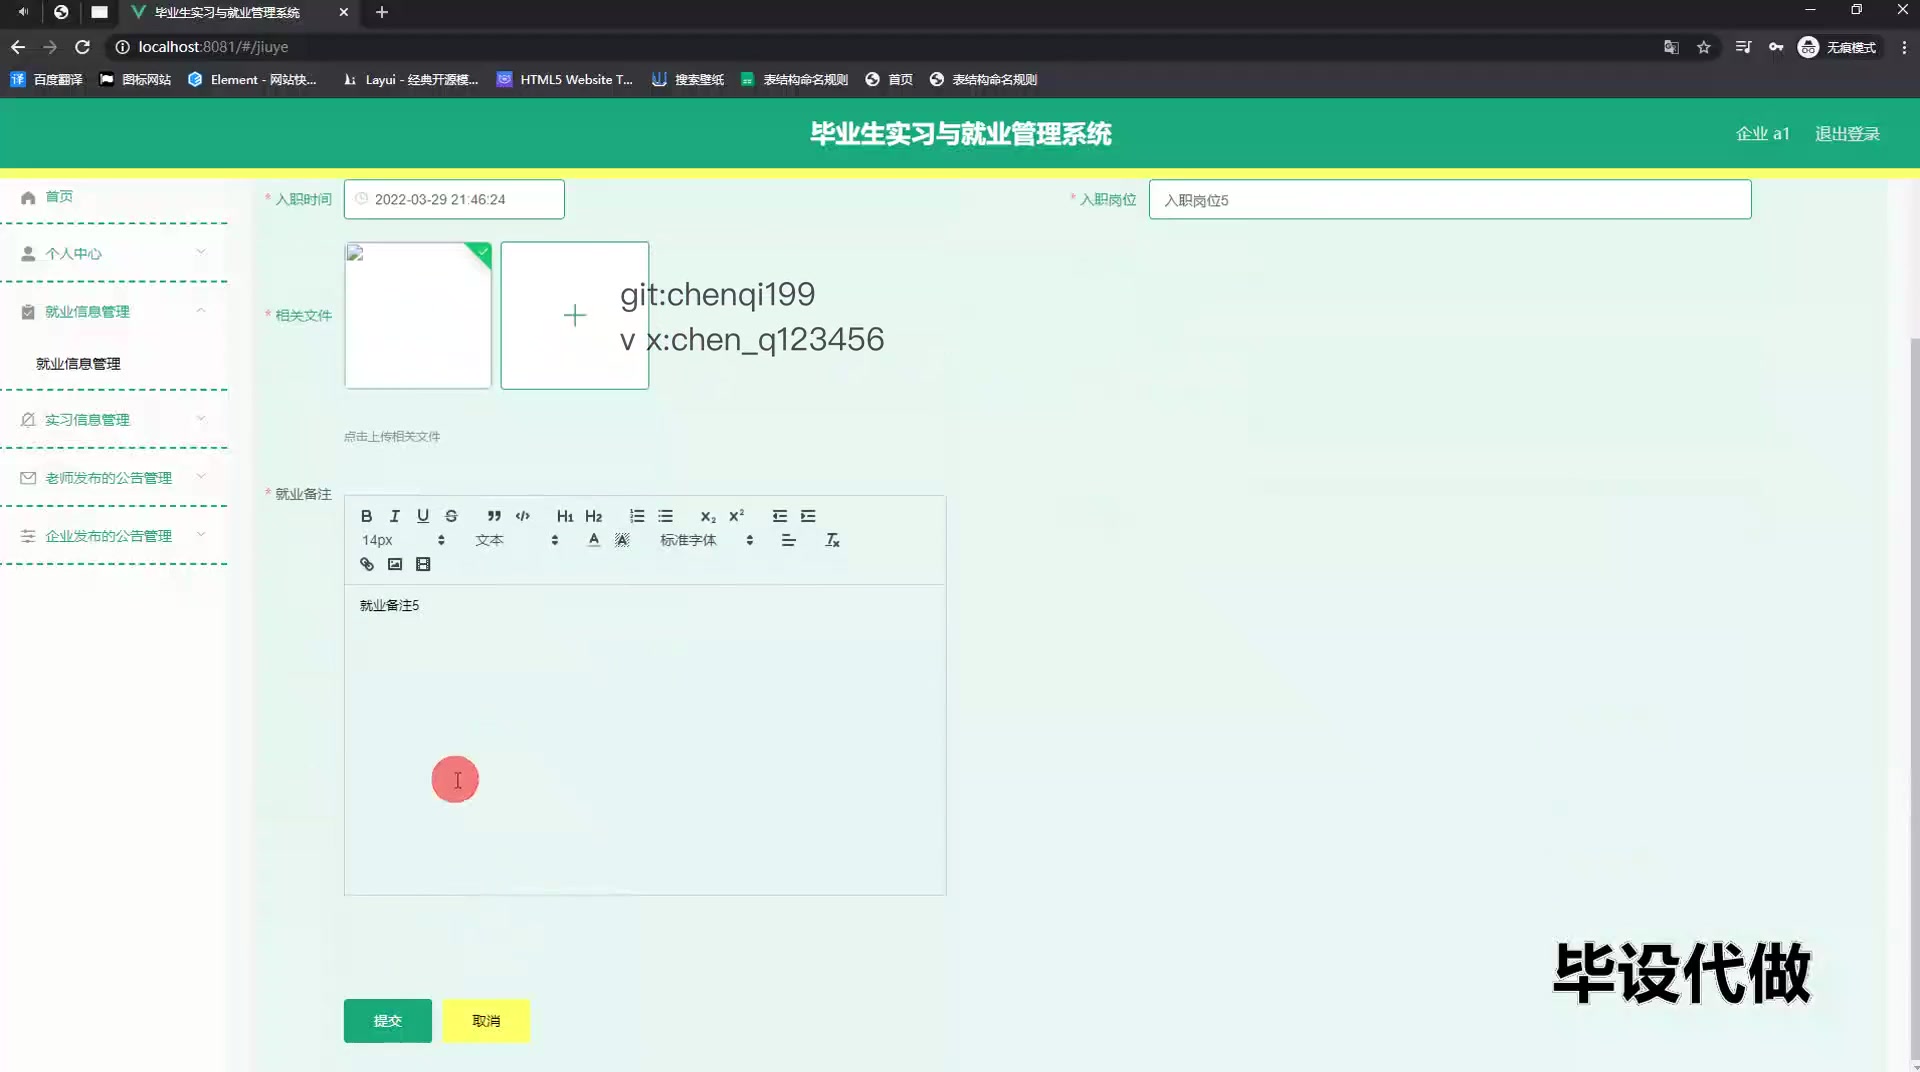 毕业生实习与就业管理系统
localhost:8081/#/jiuye
无痕模式
百度翻译
图标网站
Element - 网站快...
Layui - 经典开源模...
HTML5 Website T...
搜索壁纸
表结构命名规则
首页
表结构命名规则
毕业生实习与就业管理系统
企业 a1
退出登录
首页
个人中心
就业信息管理
就业信息管理
实习信息管理
老师发布的公告管理
企业发布的公告管理
* 入职时间
2022-03-29 21:46:24
* 入职岗位
入职岗位5
* 相关文件
git:chenqi199
v x:chen_q123456
点击上传相关文件
* 就业备注
B I U S H1 H2 X2 X2
14px
文本
A A
标准字体
Tx
就业备注5
毕设代做
提交
取消